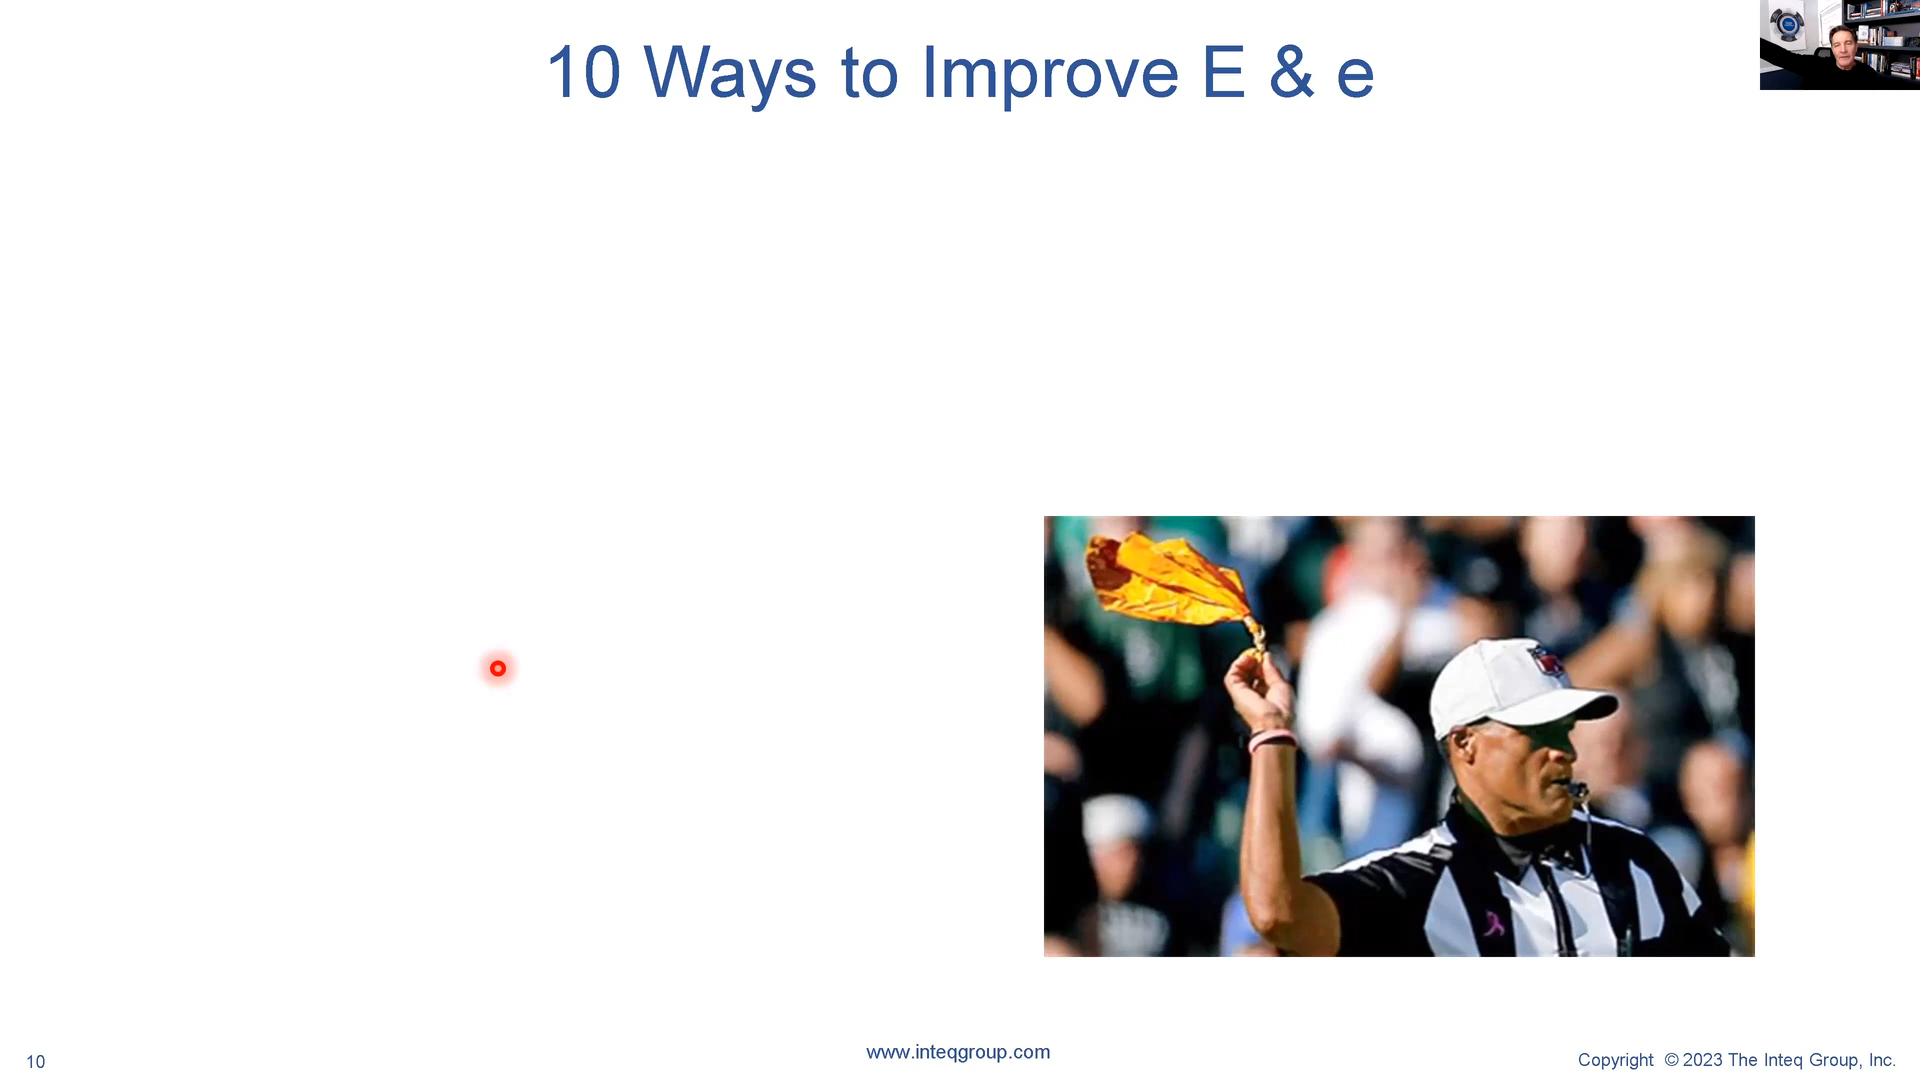 10 Ways to Improve E & e
10
www.inteqgroup.com
Copyright © 2023 The Inteq Group, Inc.